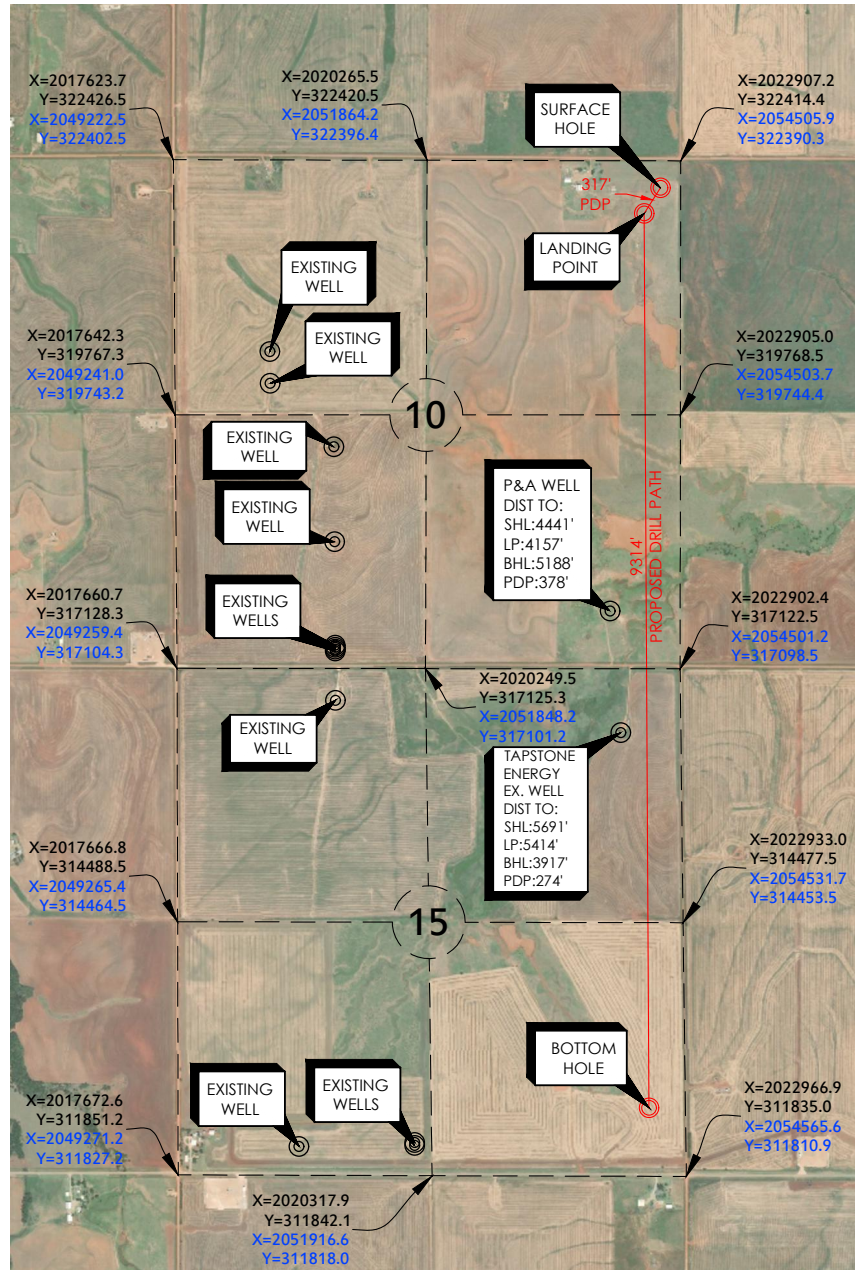 X=2017623.7
Y=322426.5
X=2049222.5
Y=322402.5
X=2020265.5
Y=322420.5
X=2051864.2
Y=322396.4
X=2022907.2
Y=322414.4
X=2054505.9
Y=322390.3
SURFACE
HOLE
317'
PDP
LANDING
POINT
EXISTING
WELL
EXISTING
WELL
X=2017642.3
Y=319767.3
X=2049241.0
Y=319743.2
X=2022905.0
Y=319768.5
X=2054503.7
Y=319744.4
10
EXISTING
WELL
EXISTING
WELL
P&A WELL
DIST TO:
SHL:4441'
LP:4157'
BHL:5188'
PDP:378'
9314'
PROPOSED DRILL PATH
EXISTING
WELLS
X=2017660.7
Y=317128.3
X=2049259.4
Y=317104.3
X=2022902.4
Y=317122.5
X=2054501.2
Y=317098.5
X=2020249.5
Y=317125.3
X=2051848.2
Y=317101.2
EXISTING
WELL
TAPSTONE
ENERGY
EX. WELL
DIST TO:
SHL:5691'
LP:5414'
BHL:3917'
PDP:274'
X=2017666.8
Y=314488.5
X=2049265.4
Y=314464.5
X=2022933.0
Y=314477.5
X=2054531.7
Y=314453.5
15
BOTTOM
HOLE
EXISTING
WELL
EXISTING
WELLS
X=2017672.6
Y=311851.2
X=2049271.2
Y=311827.2
X=2022966.9
Y=311835.0
X=2054565.6
Y=311810.9
X=2020317.9
Y=311842.1
X=2051916.6
Y=311818.0